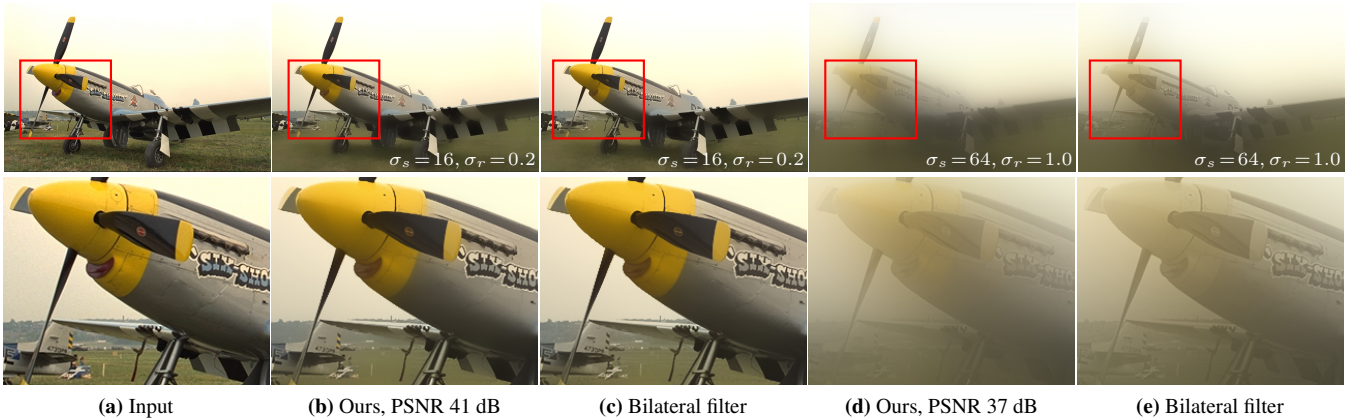 σs=16, σr=0.2
σs=16, σr=0.2
σs=64, σr=1.0
σs=64, σr=1.0
(a) Input
(b) Ours, PSNR 41 dB
(c) Bilateral filter
(d) Ours, PSNR 37 dB
(e) Bilateral filter